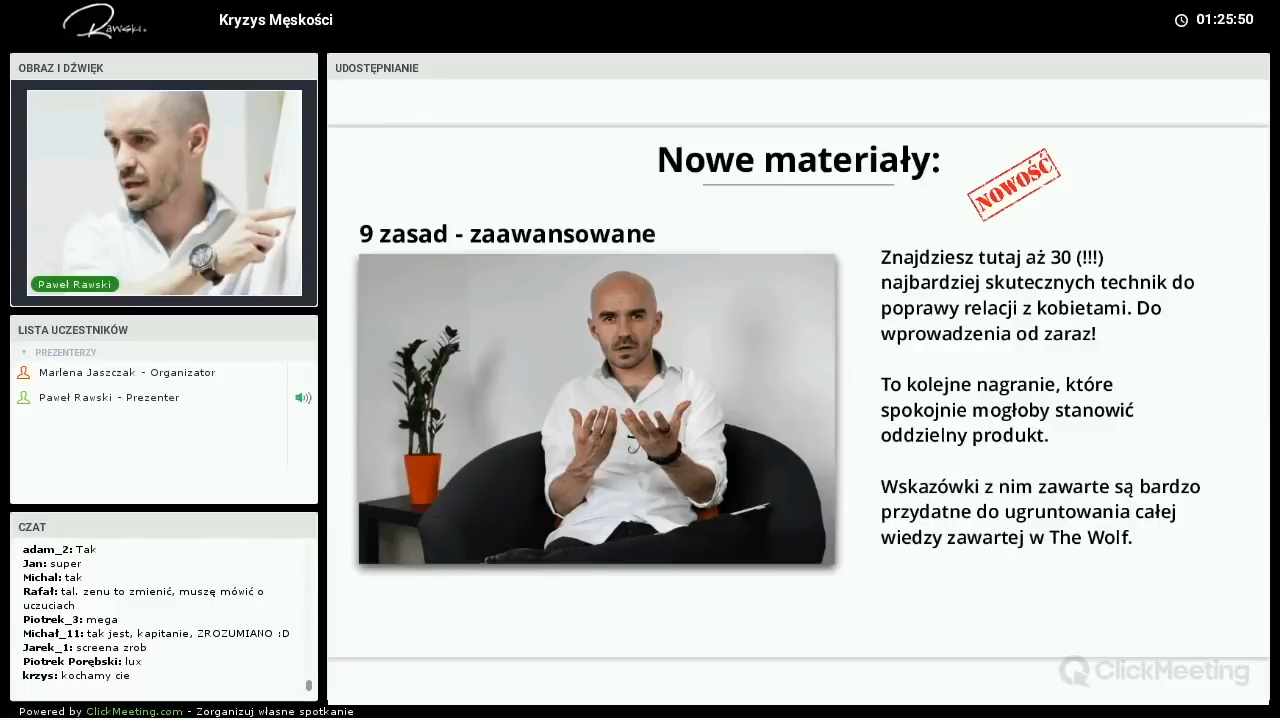 Rawski.
Kryzys Męskości
01:25:50
OBRAZ I DŹWIĘK
Paweł Rawski
LISTA UCZESTNIKÓW
PREZENTERZY
Marlena Jaszczak - Organizator
Paweł Rawski - Prezenter
CZAT
adam_2: Tak
Jan: super
Michal: tak
Rafał: tal. zenu to zmienić, muszę mówić o
uczuciach
Piotrek_3: mega
Michał_11: tak jest, kapitanie, ZROZUMIANO :D
Jarek_1: screena zrob
Piotrek Porębski: lux
krzys: kochamy cie
UDOSTĘPNIANIE
Nowe materiały:
NOWOŚĆ
9 zasad - zaawansowane
Znajdziesz tutaj aż 30 (!!!)
najbardziej skutecznych technik do
poprawy relacji z kobietami. Do
wprowadzenia od zaraz!
To kolejne nagranie, które
spokojnie mogłoby stanowić
oddzielny produkt.
Wskazówki z nim zawarte są bardzo
przydatne do ugruntowania całej
wiedzy zawartej w The Wolf.
ClickMeeting
Powered by ClickMeeting.com - Zorganizuj własne spotkanie